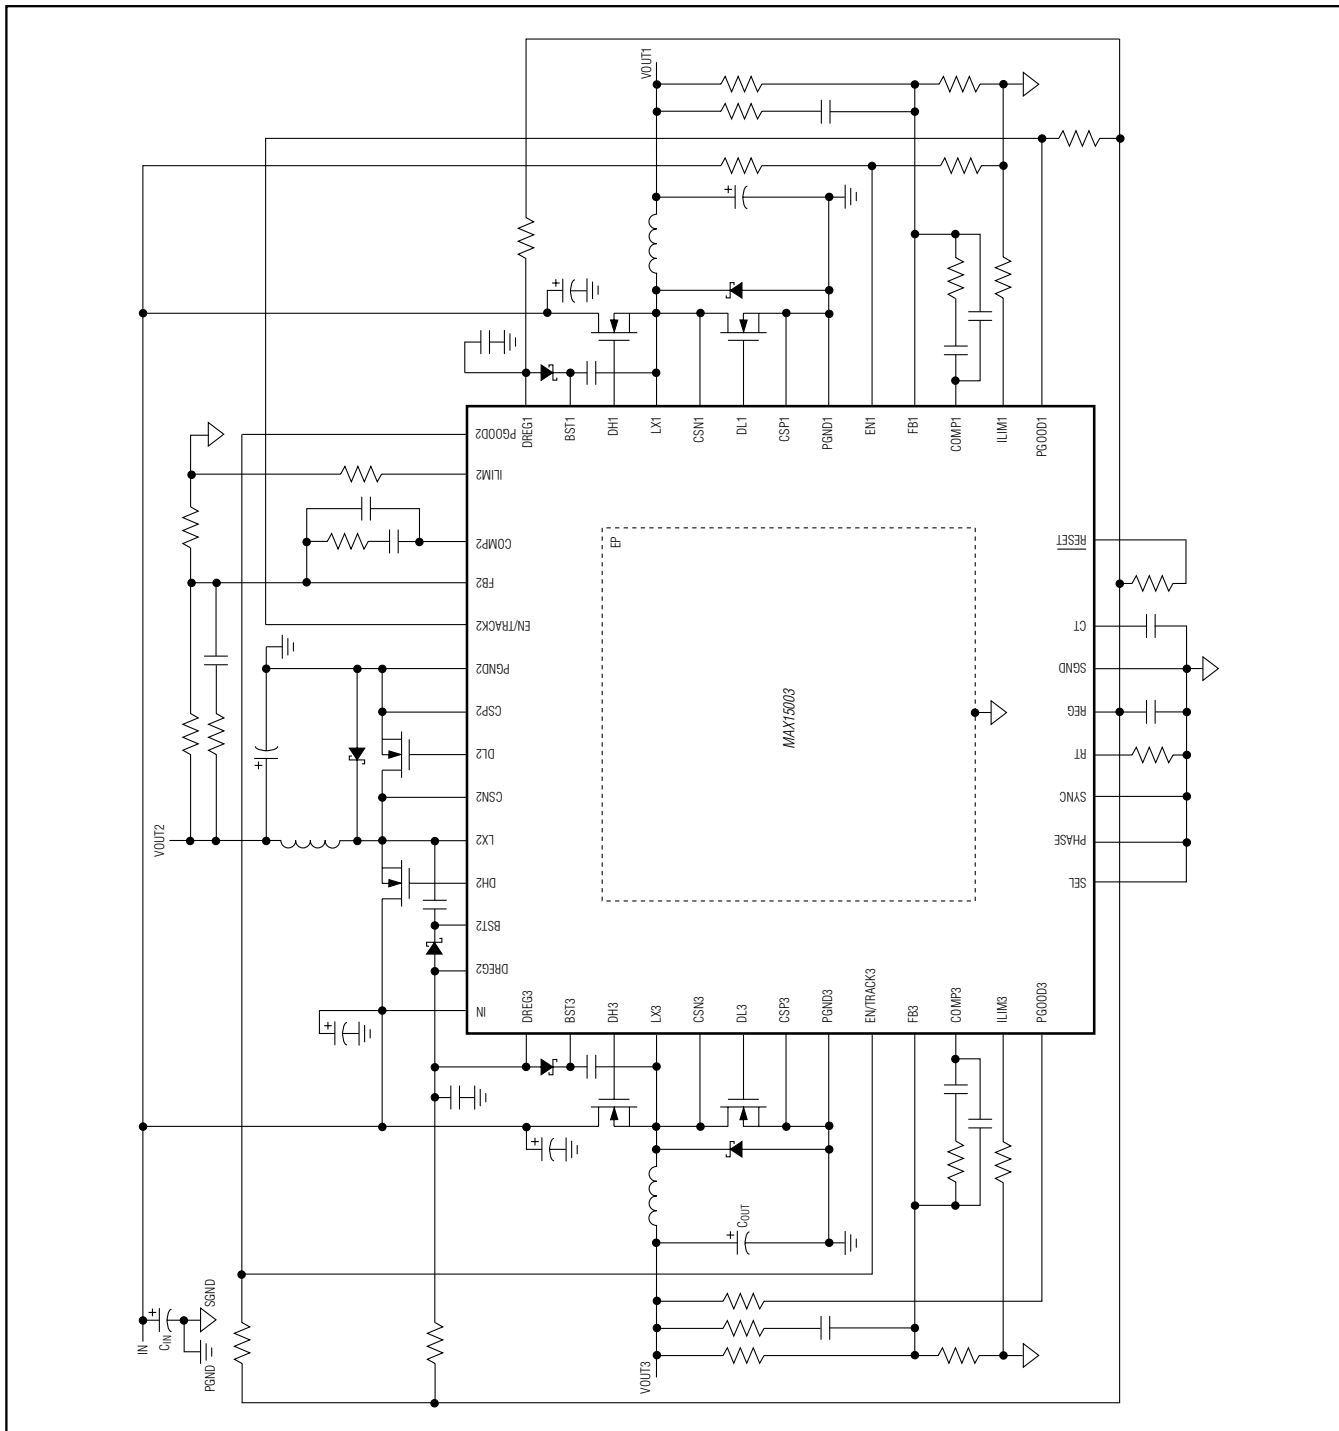 VOUT1
DREG1
BST1
DH1
LX1
CSN1
DL1
CSP1
PGND1
EN1
FB1
COMP1
ILIM1
PGOOD1
PGOOD2
ILIM2
COMP2
FB2
EN/TRACK2
PGND2
CSP2
DL2
CSN2
LX2
DH2
BST2
DREG2
IN
VOUT2
EP
MAX15003
RESET
CT
SGND
REG
RT
SYNC
PHASE
SEL
DREG3
BST3
DH3
LX3
CSN3
DL3
CSP3
PGND3
EN/TRACK3
FB3
COMP3
ILIM3
PGOOD3
+
+
+
+
+
+
+
COUT
VOUT3
IN
CIN
PGND
SGND